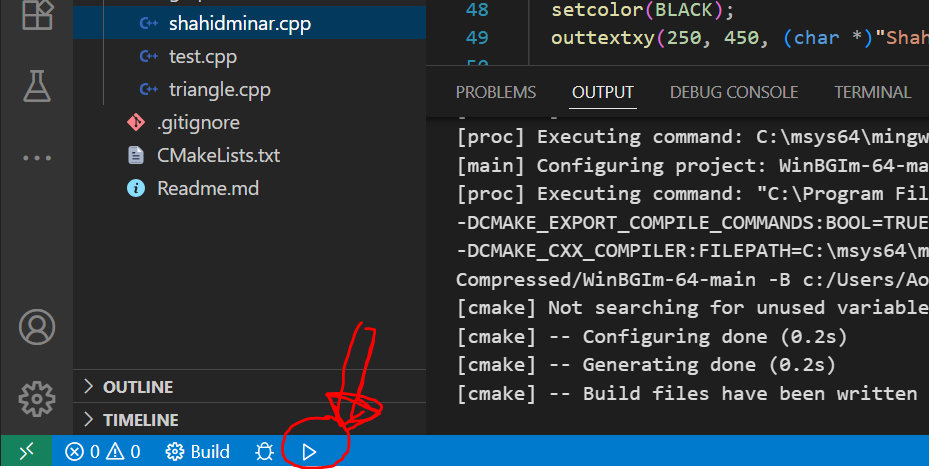 shahidminar.cpp
test.cpp
triangle.cpp
.gitignore
CMakeLists.txt
Readme.md
OUTLINE
TIMELINE
48 setcolor(BLACK);
49 outtextxy(250, 450, (char *)"Shah
PROBLEMS OUTPUT DEBUG CONSOLE TERMINAL
[proc] Executing command: C:\msys64\mingw
[main] Configuring project: WinBGIm-64-ma
[proc] Executing command: "C:\Program Fil
-DCMAKE_EXPORT_COMPILE_COMMANDS:BOOL=TRUE
-DCMAKE_CXX_COMPILER:FILEPATH=C:\msys64\m
Compressed/WinBGIm-64-main -B c:/Users/Ao
[cmake] Not searching for unused variable
[cmake] -- Configuring done (0.2s)
[cmake] -- Generating done (0.2s)
[cmake] -- Build files have been written
0 0 Build